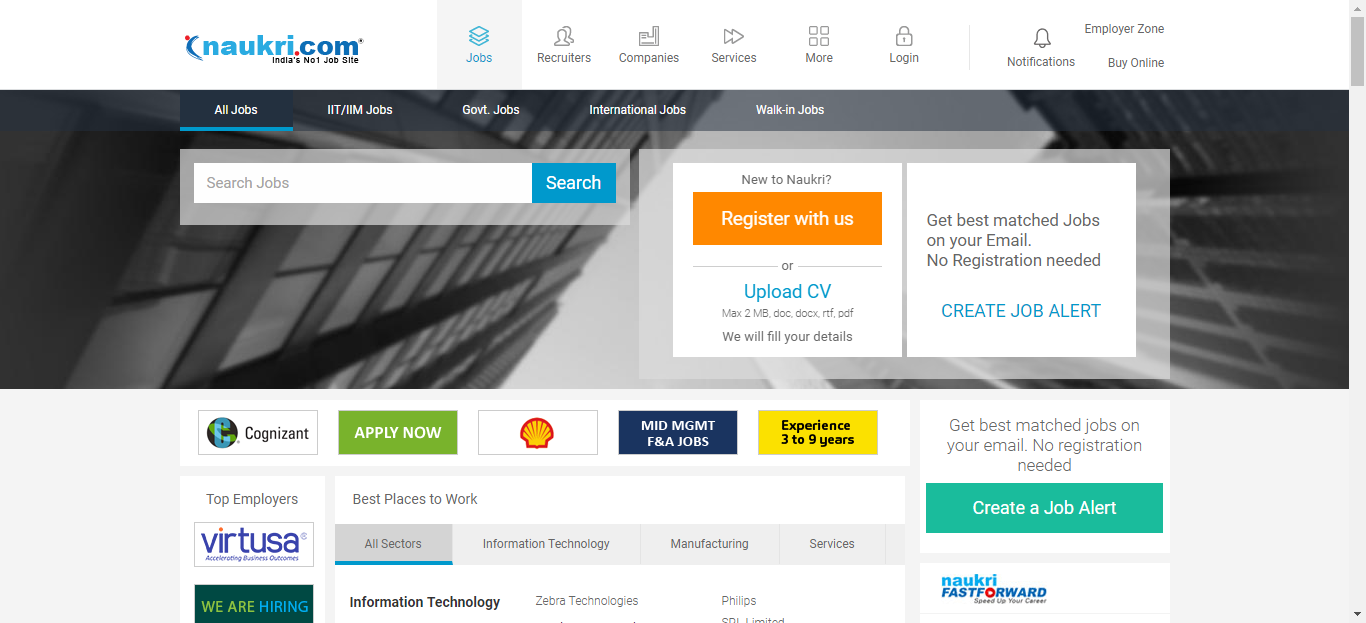 naukri.com
India's No1 Job Site
Jobs
Recruiters
Companies
Services
More
Login
Notifications
Employer Zone
Buy Online
All Jobs
IIT/IIM Jobs
Govt. Jobs
International Jobs
Walk-in Jobs
Search Jobs
Search
New to Naukri?
Register with us
or
Upload CV
Max 2 MB, doc, docx, rtf, pdf
We will fill your details
Get best matched Jobs
on your Email.
No Registration needed
CREATE JOB ALERT
Cognizant
APPLY NOW
MID MGMT
F&A JOBS
Experience
3 to 9 years
Get best matched jobs on
your email. No registration
needed
Create a Job Alert
Top Employers
virtusa
Accelerating Business Outcomes
WE ARE HIRING
Best Places to Work
All Sectors
Information Technology
Manufacturing
Services
Information Technology
Zebra Technologies
Philips
SRL Limited
naukri
FASTFORWARD
Speed Up Your Career